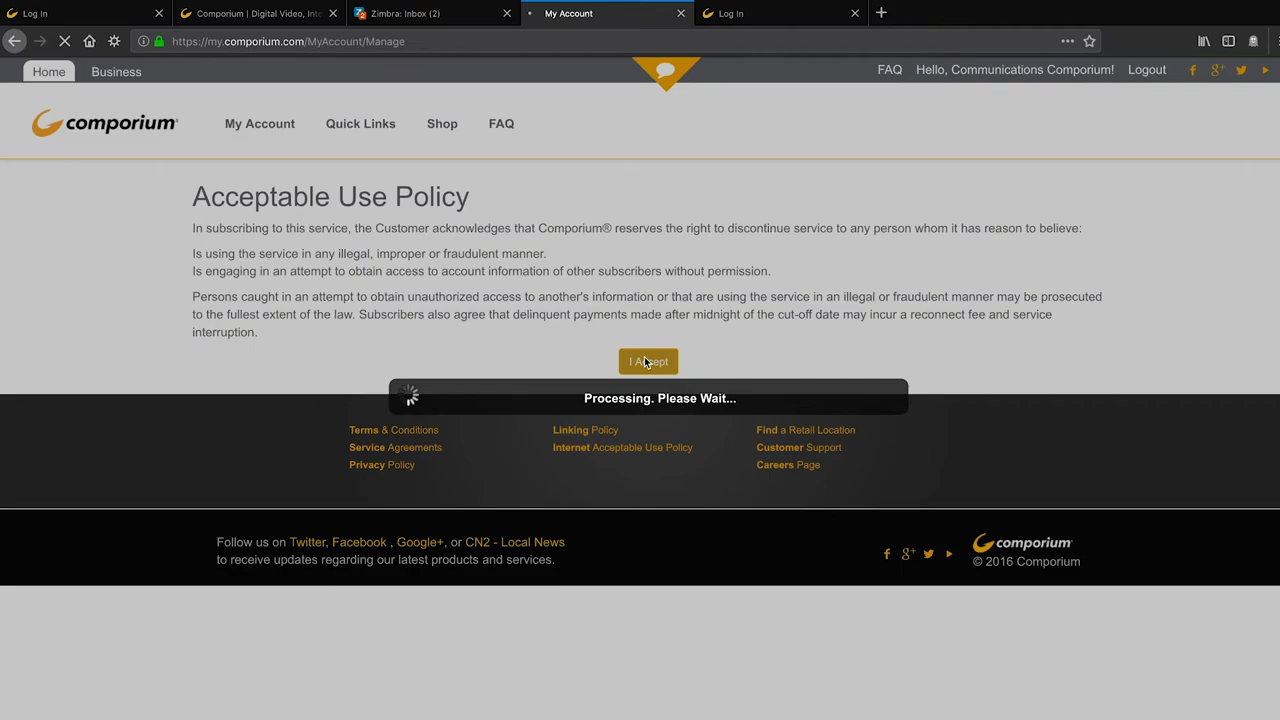 Log In
Comporium | Digital Video, Inte
Zimbra: Inbox (2)
My Account
Log In
https://my.comporium.com/MyAccount/Manage
Home
Business
FAQ
Hello, Communications Comporium!
Logout
comporium
My Account
Quick Links
Shop
FAQ
Acceptable Use Policy
In subscribing to this service, the Customer acknowledges that Comporium® reserves the right to discontinue service to any person whom it has reason to believe:
Is using the service in any illegal, improper or fraudulent manner.
Is engaging in an attempt to obtain access to account information of other subscribers without permission.
Persons caught in an attempt to obtain unauthorized access to another's information or that are using the service in an illegal or fraudulent manner may be prosecuted
to the fullest extent of the law. Subscribers also agree that delinquent payments made after midnight of the cut-off date may incur a reconnect fee and service
interruption.
I Accept
Processing. Please Wait...
Terms & Conditions
Service Agreements
Privacy Policy
Linking Policy
Internet Acceptable Use Policy
Find a Retail Location
Customer Support
Careers Page
Follow us on Twitter, Facebook , Google+, or CN2 - Local News
to receive updates regarding our latest products and services.
comporium
© 2016 Comporium